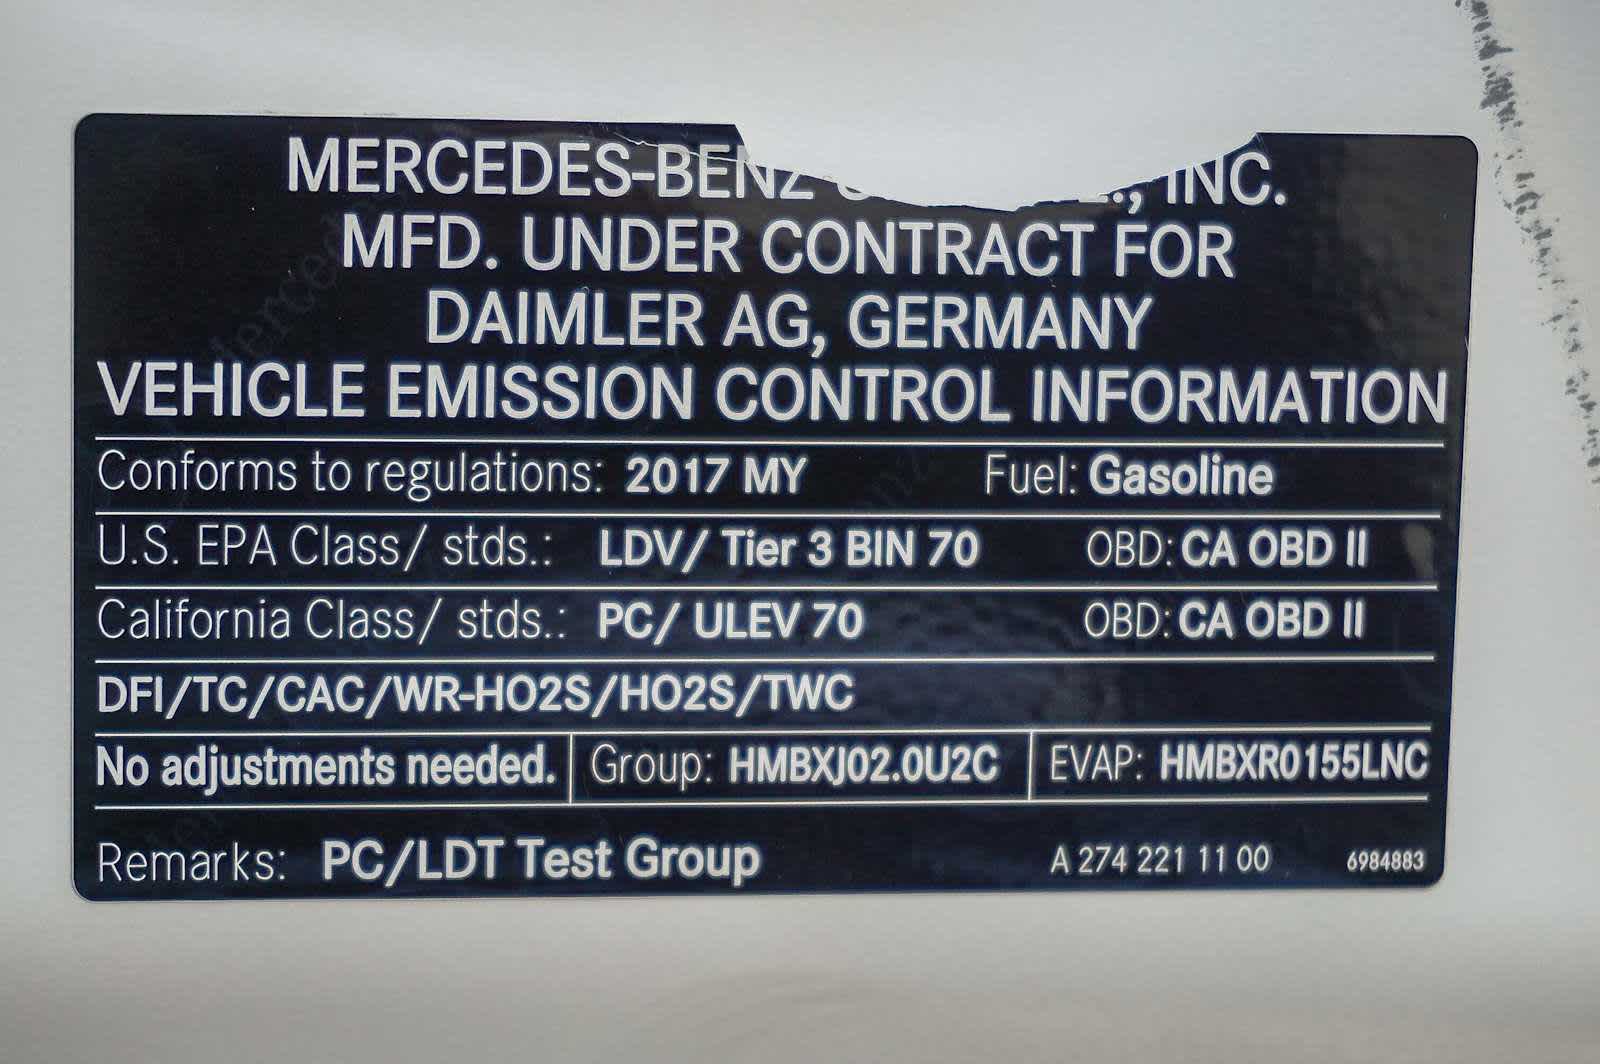 MERCEDES-BENZ INC.
MFD. UNDER CONTRACT FOR
DAIMLER AG, GERMANY
VEHICLE EMISSION CONTROL INFORMATION
Conforms to regulations: 2017 MY Fuel: Gasoline
U.S. EPA Class/ stds.: LDV/ Tier 3 BIN 70 OBD: CA OBD II
California Class/ stds.: PC/ ULEV 70 OBD: CA OBD II
DFI/TC/CAC/WR-HO2S/HO2S/TWC
No adjustments needed. Group: HMBXJ02.0U2C EVAP: HMBXR0155LNC
Remarks: PC/LDT Test Group A 274 221 11 00 6984883